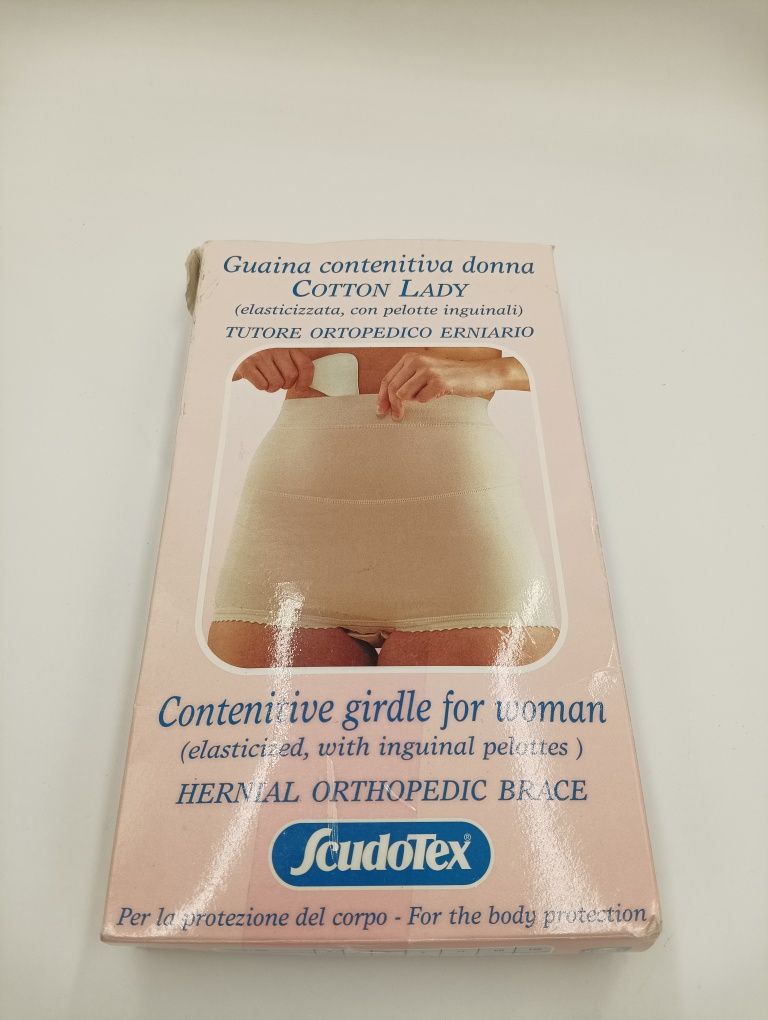 Guaina contenitiva donna
COTTON LADY
(elasticizzata, con pelotte inguinali)
TUTORE ORTOPEDICO ERNIARIO
Contenitive girdle for woman
(elasticized, with inguinal pelottes )
HERNIAL ORTHOPEDIC BRACE
ScudoTex®
Per la protezione del corpo - For the body protection